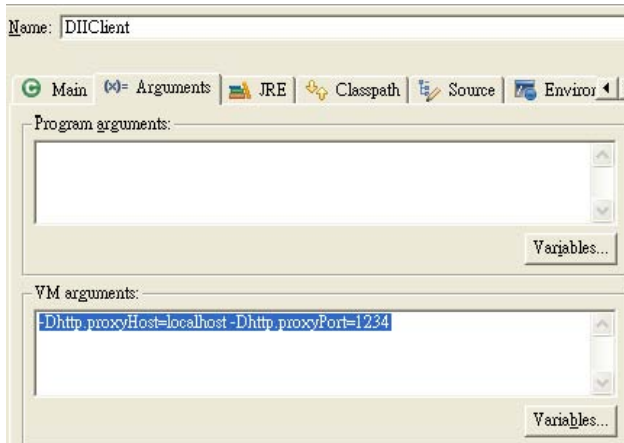 Name: DIIClient
Main (x)= Arguments JRE Classpath Source Environ
Program arguments:
Variables...
VM arguments:
-Dhttp.proxyHost=localhost -Dhttp.proxyPort=1234
Variables...